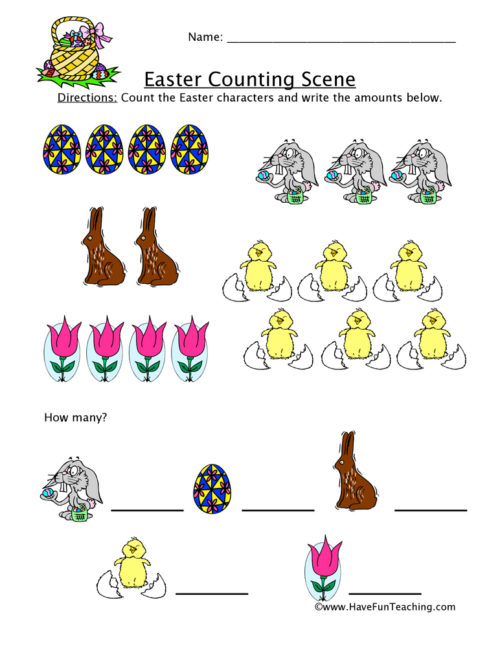 Name: ______________________________
Easter Counting Scene
Directions: Count the Easter characters and write the amounts below.
How many?
©www.HaveFunTeaching.com